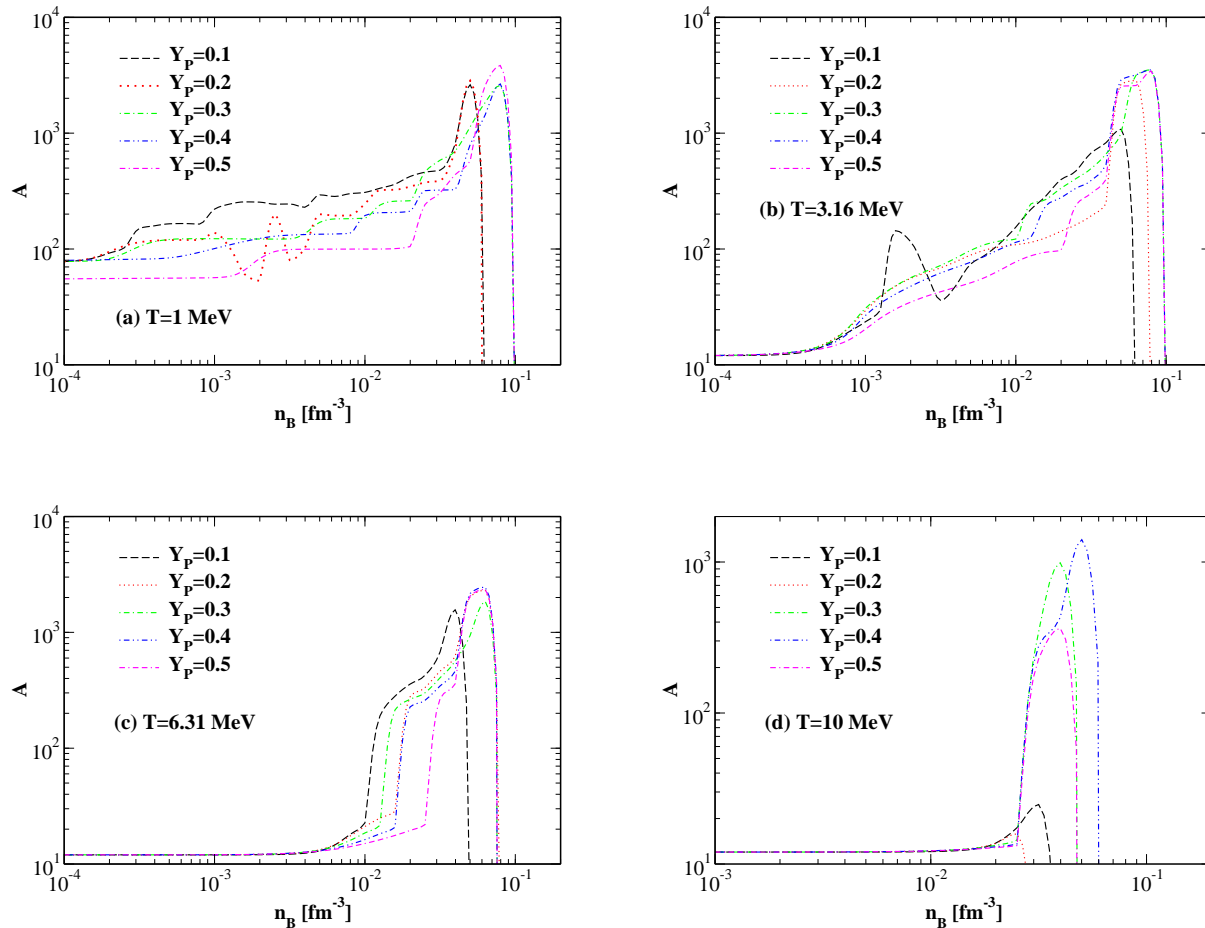 10^4
10^3
10^2
10^1
A
Y_P=0.1
Y_P=0.2
Y_P=0.3
Y_P=0.4
Y_P=0.5
(a) T=1 MeV
10^-4
10^-3
10^-2
10^-1
n_B [fm^-3]
10^4
10^3
10^2
10^1
A
Y_P=0.1
Y_P=0.2
Y_P=0.3
Y_P=0.4
Y_P=0.5
(b) T=3.16 MeV
10^-4
10^-3
10^-2
10^-1
n_B [fm^-3]
10^4
10^3
10^2
10^1
A
Y_P=0.1
Y_P=0.2
Y_P=0.3
Y_P=0.4
Y_P=0.5
(c) T=6.31 MeV
10^-4
10^-3
10^-2
10^-1
n_B [fm^-3]
10^3
10^2
10^1
A
Y_P=0.1
Y_P=0.2
Y_P=0.3
Y_P=0.4
Y_P=0.5
(d) T=10 MeV
10^-3
10^-2
10^-1
n_B [fm^-3]